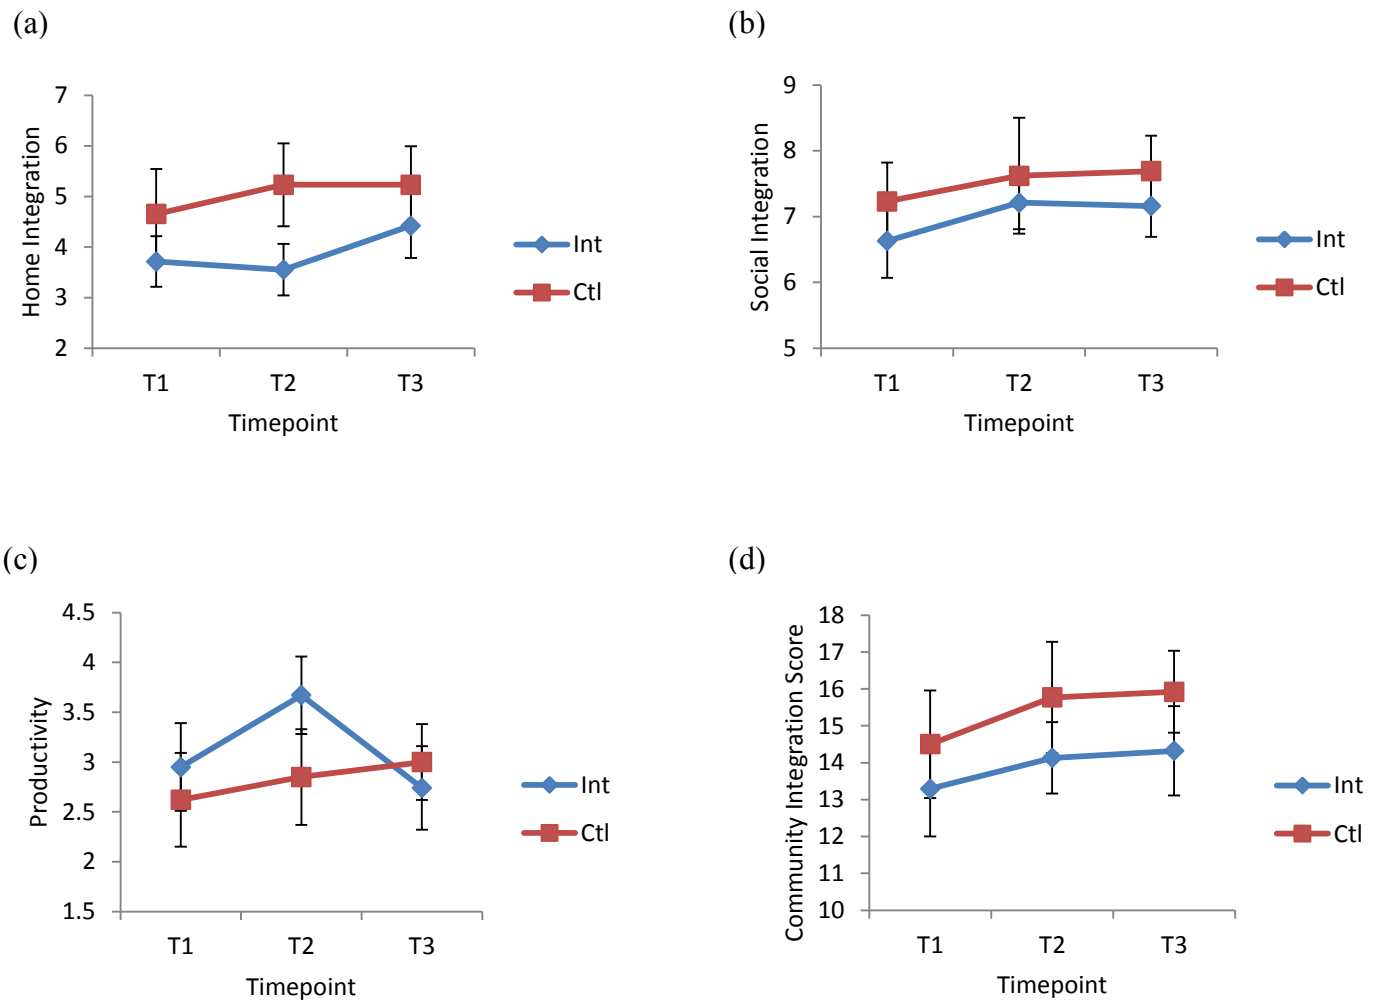 (a)
Home Integration
7
6
5
4
3
2
T1 T2 T3
Timepoint
Int
Ctl
(b)
Social Integration
9
8
7
6
5
T1 T2 T3
Timepoint
Int
Ctl
(c)
Productivity
4.5
4
3.5
3
2.5
2
1.5
T1 T2 T3
Timepoint
Int
Ctl
(d)
Community Integration Score
18
17
16
15
14
13
12
11
10
T1 T2 T3
Timepoint
Int
Ctl